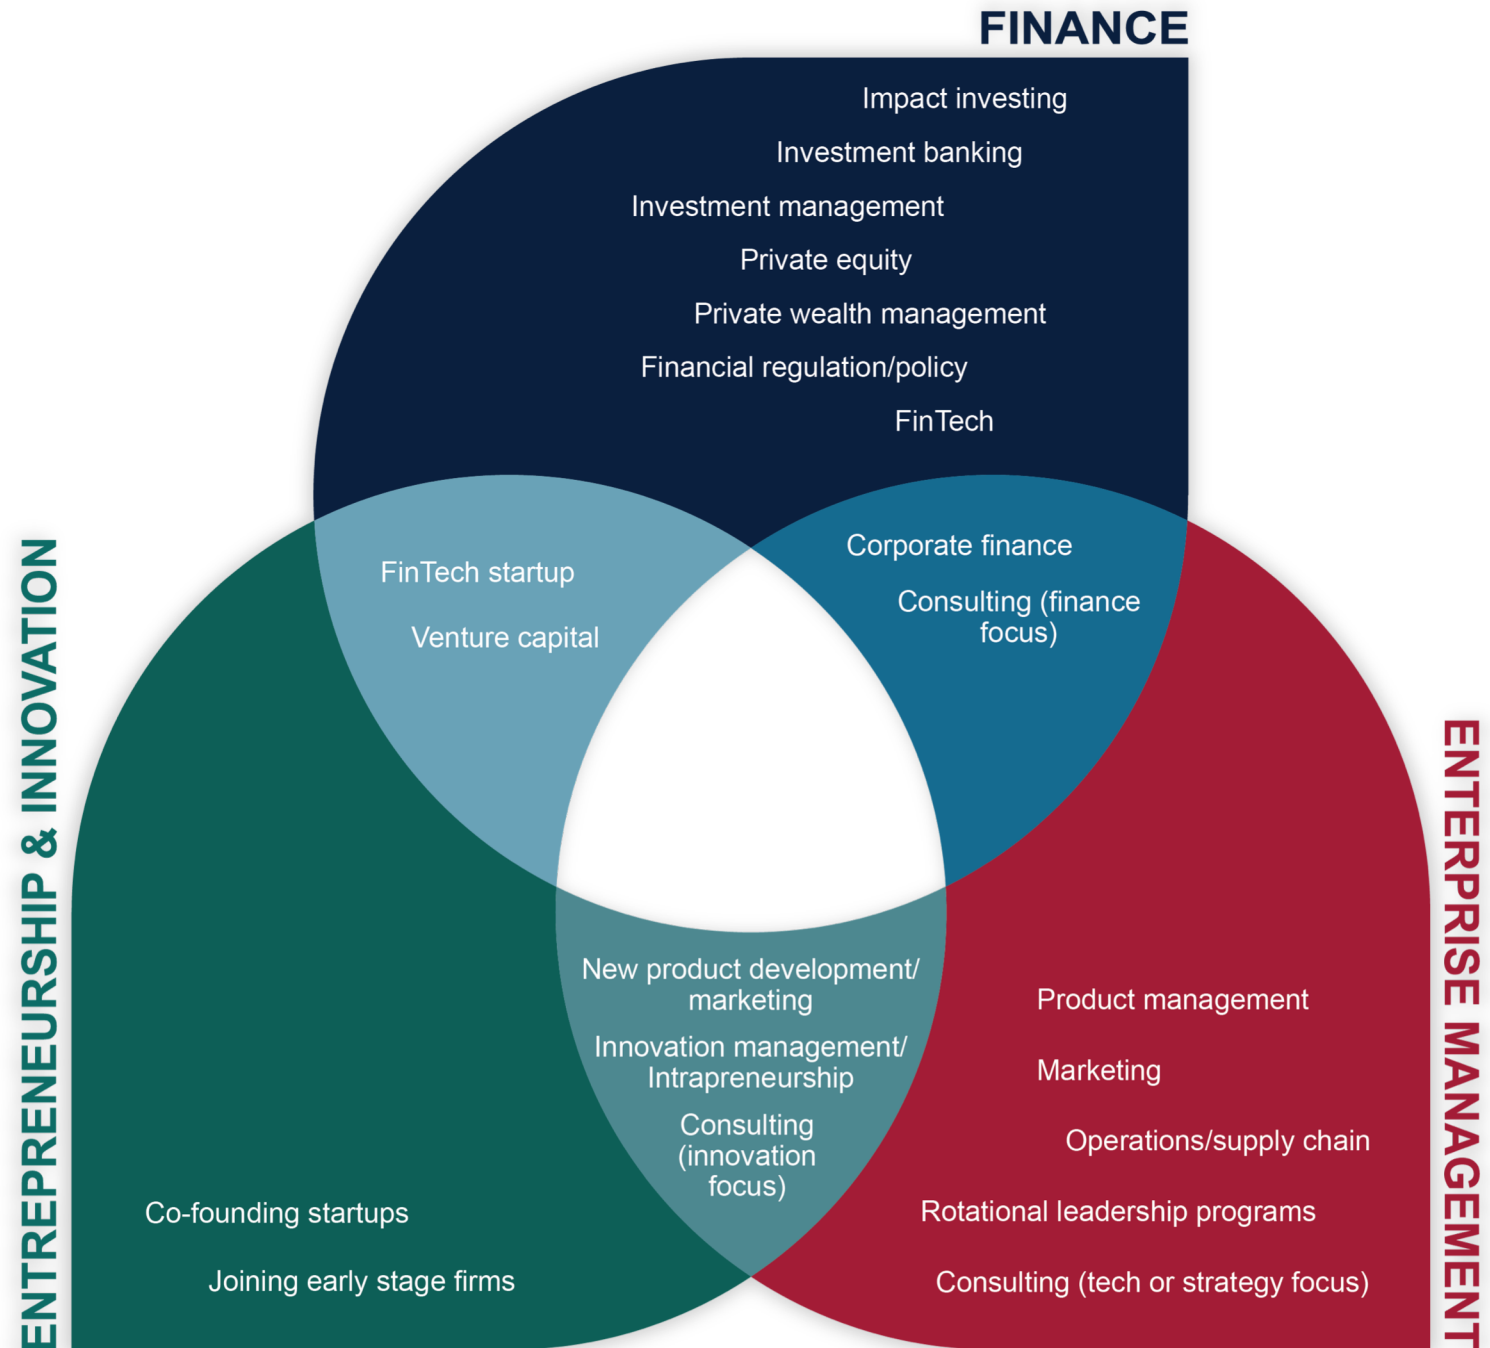 FINANCE
Impact investing
Investment banking
Investment management
Private equity
Private wealth management
Financial regulation/policy
FinTech
ENTREPRENEURSHIP & INNOVATION
FinTech startup
Venture capital
Corporate finance
Consulting (finance
focus)
ENTERPRISE MANAGEMENT
New product development/
marketing
Innovation management/
Intrapreneurship
Consulting
(innovation
focus)
Product management
Marketing
Operations/supply chain
Rotational leadership programs
Consulting (tech or strategy focus)
Co-founding startups
Joining early stage firms